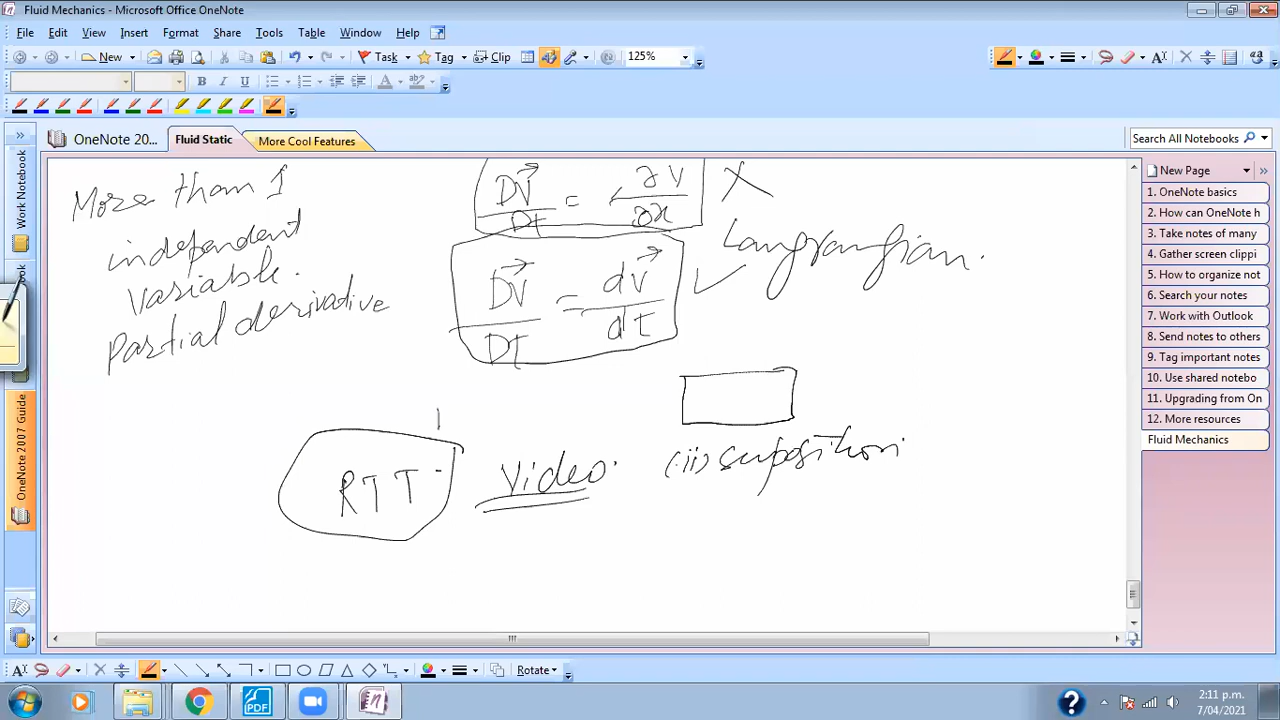 Fluid Mechanics - Microsoft Office OneNote
File Edit View Insert Format Share Tools Table Window Help
New Task Tag Clip 125%
B I U A ab
OneNote 20... Fluid Static More Cool Features Search All Notebooks
Work Notebook
OneNote 2007 Guide
New Page
1. OneNote basics
2. How can OneNote h
3. Take notes of many
4. Gather screen clippi
5. How to organize not
6. Search your notes
7. Work with Outlook
8. Send notes to others
9. Tag important notes
10. Use shared notebo
11. Upgrading from On
12. More resources
Fluid Mechanics
More than 1
independant
variable.
partial derivative
DV⃗/Dt = ∂V/∂x X
Langrangian.
DV⃗/Dt = dV⃗/dt ✓
RTT Video. (ii) suposition
Rotate
2:11 p.m.
7/04/2021
PDF